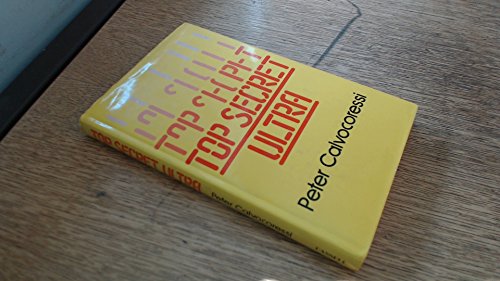 TOP SECRET
ULTRA
Peter Calvocoressi
TOP SECRET ULTRA
Peter Calvocoressi